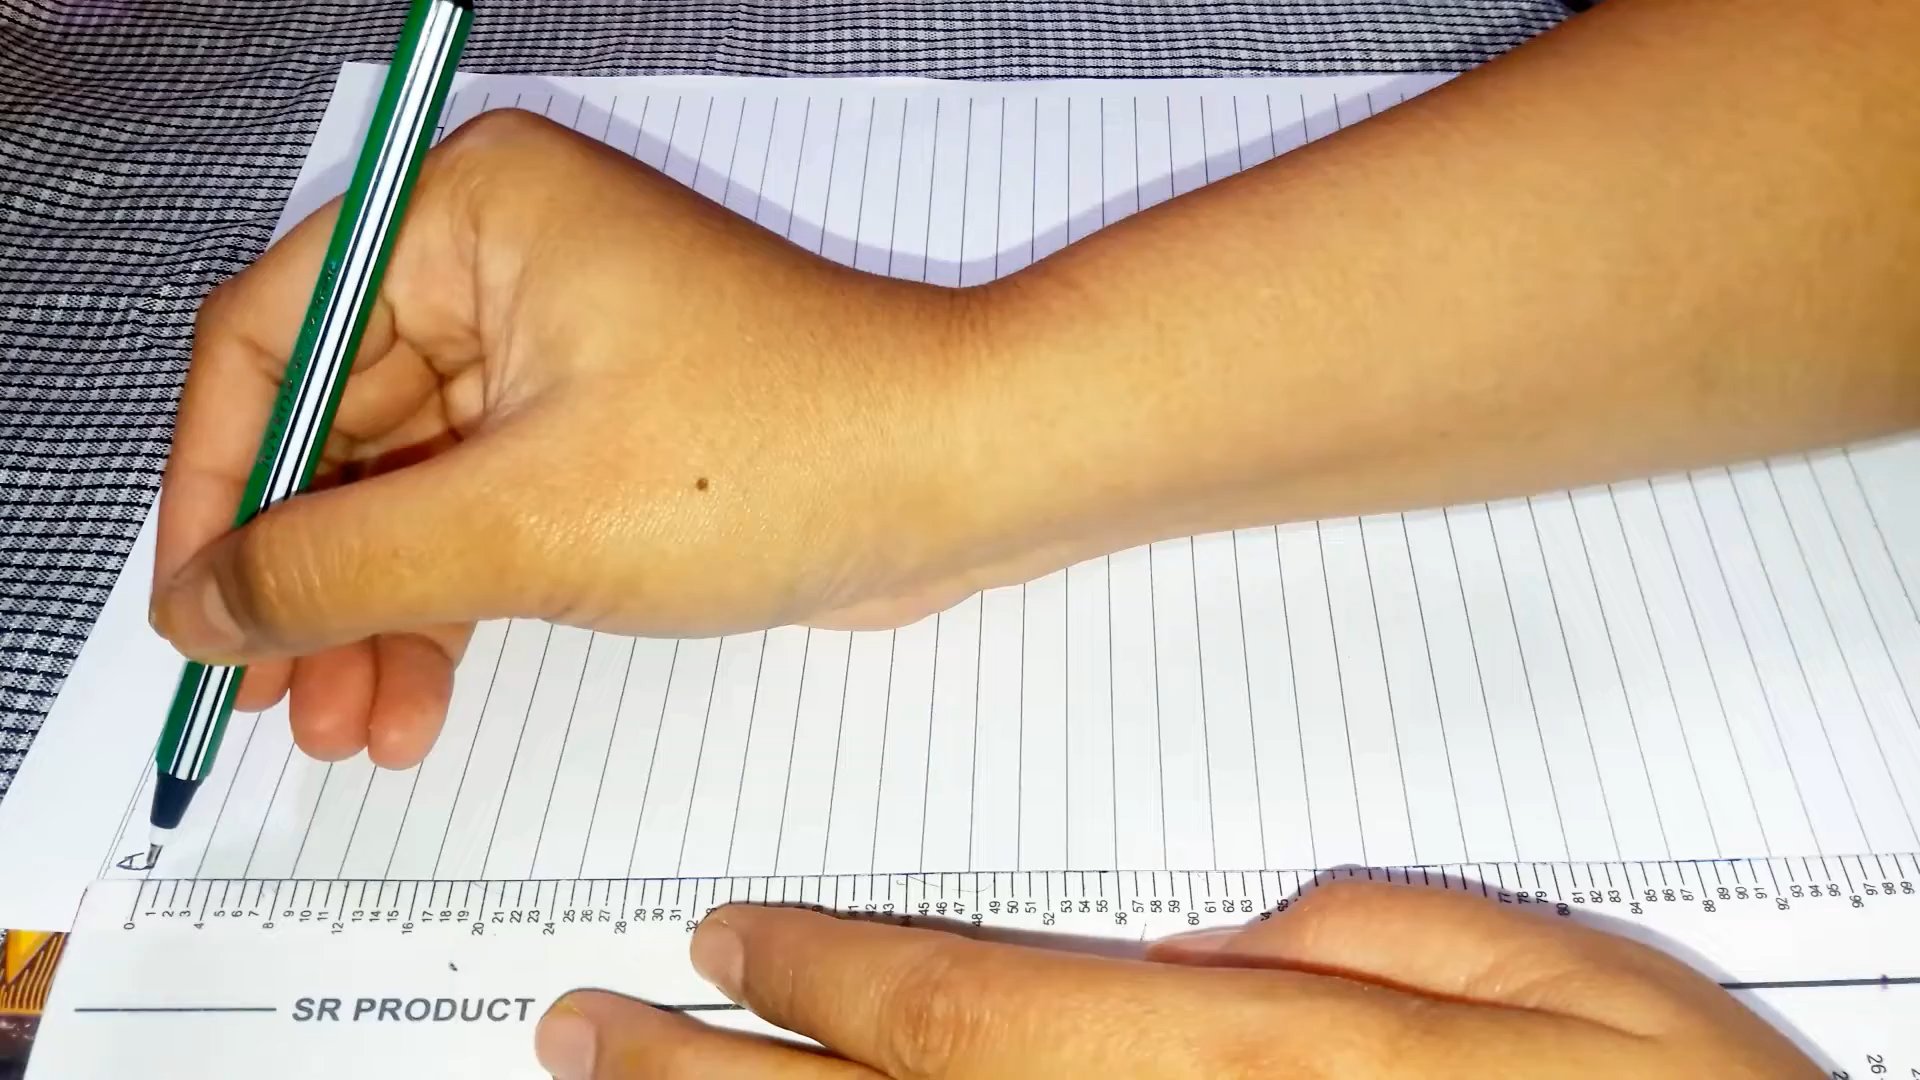 A
0 1 2 3 4 5 6 7 8 9 10 11 12 13 14 15 16 17 18 19 20 21 22 23 24 25 26 27 28 29 30 31 32 41 42 43 45 46 47 48 49 50 51 52 53 54 55 56 57 58 59 60 61 62 63 77 78 79 80 81 82 83 84 85 86 87 88 89 90 91 92 93 94 95 96 97 98 99
SR PRODUCT
26